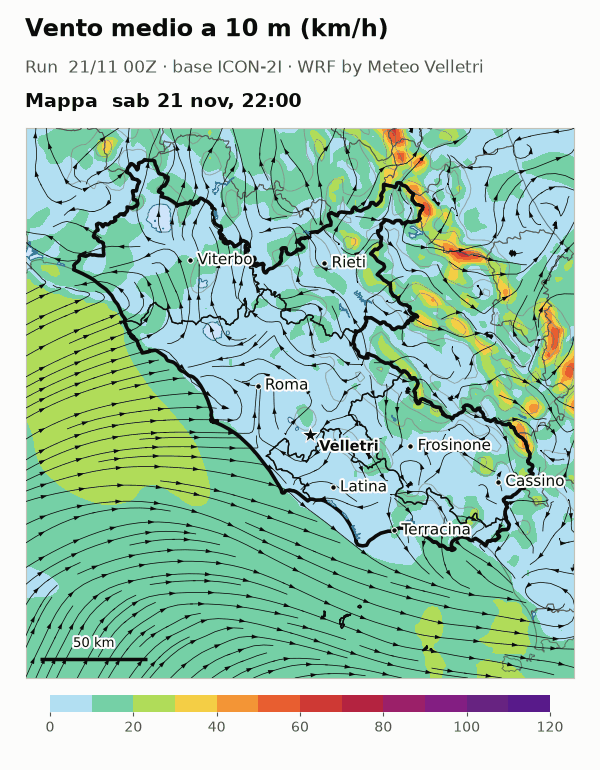 Vento medio a 10 m (km/h)
Run  21/11 00Z · base ICON-2I · WRF by Meteo Velletri
Mappa  sab 21 nov, 22:00
Viterbo
Rieti
Roma
Velletri
Frosinone
Cassino
Latina
Terracina
50 km
0 20 40 60 80 100 120